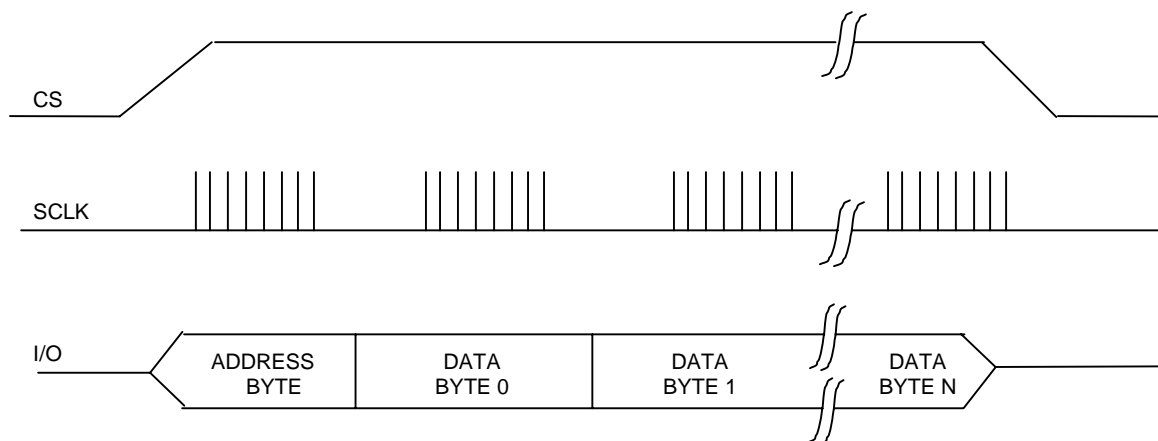 CS
SCLK
I/O
ADDRESS
BYTE
DATA
BYTE 0
DATA
BYTE 1
DATA
BYTE N